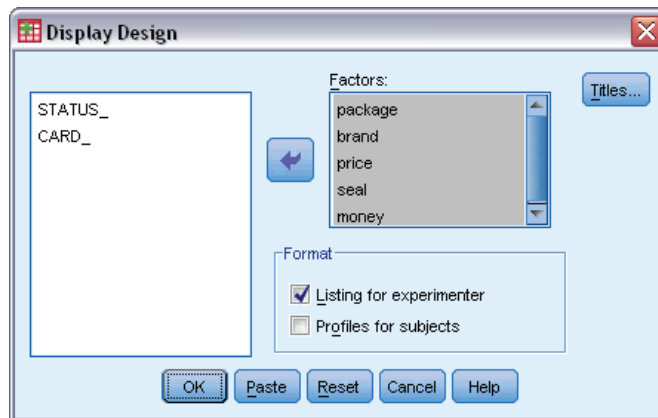 Display Design
STATUS_
CARD_
Factors:
package
brand
price
seal
money
Titles...
Format
Listing for experimenter
Profiles for subjects
OK
Paste
Reset
Cancel
Help